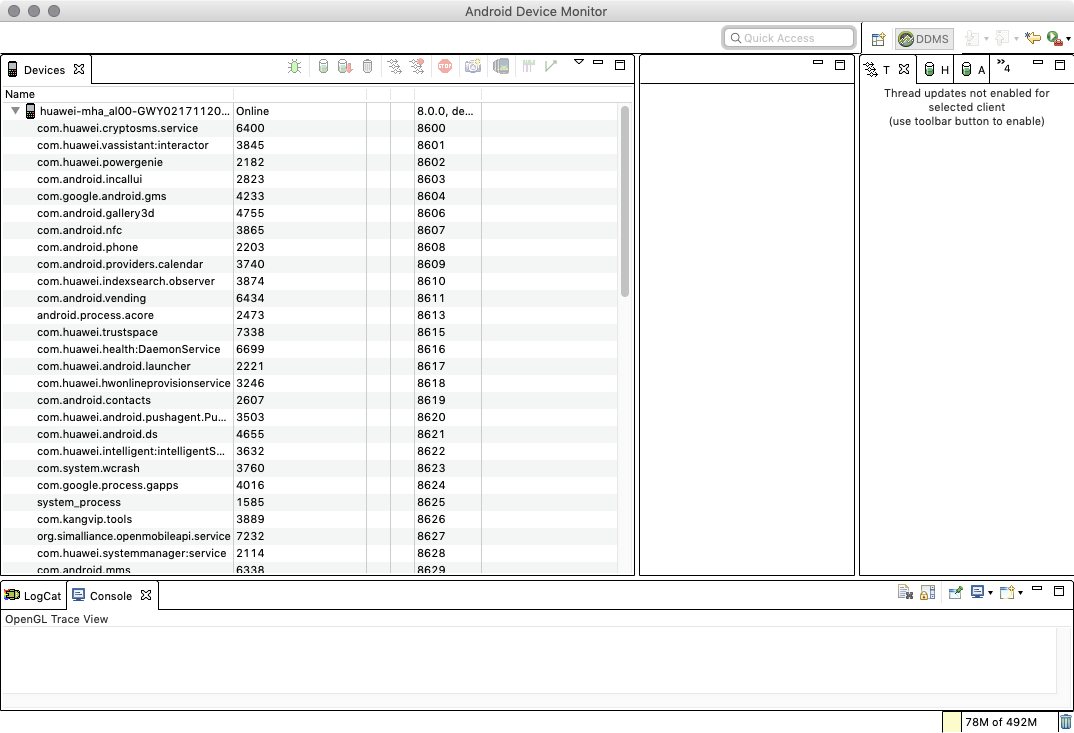 Android Device Monitor
Quick Access
DDMS
Devices
T
H
A
»4
Name
Thread updates not enabled for
selected client
(use toolbar button to enable)
huawei-mha_al00-GWY02171120... Online 8.0.0, de...
com.huawei.cryptosms.service 6400 8600
com.huawei.vassistant:interactor 3845 8601
com.huawei.powergenie 2182 8602
com.android.incallui 2823 8603
com.google.android.gms 4233 8604
com.android.gallery3d 4755 8606
com.android.nfc 3865 8607
com.android.phone 2203 8608
com.android.providers.calendar 3740 8609
com.huawei.indexsearch.observer 3874 8610
com.android.vending 6434 8611
android.process.acore 2473 8613
com.huawei.trustspace 7338 8615
com.huawei.health:DaemonService 6699 8616
com.huawei.android.launcher 2221 8617
com.huawei.hwonlineprovisionservice 3246 8618
com.android.contacts 2607 8619
com.huawei.android.pushagent.Pu... 3503 8620
com.huawei.android.ds 4655 8621
com.huawei.intelligent:intelligentS... 3632 8622
com.system.wcrash 3760 8623
com.google.process.gapps 4016 8624
system_process 1585 8625
com.kangvip.tools 3889 8626
org.simalliance.openmobileapi.service 7232 8627
com.huawei.systemmanager:service 2114 8628
com.android.mms 6338 8629
LogCat
Console
OpenGL Trace View
78M of 492M